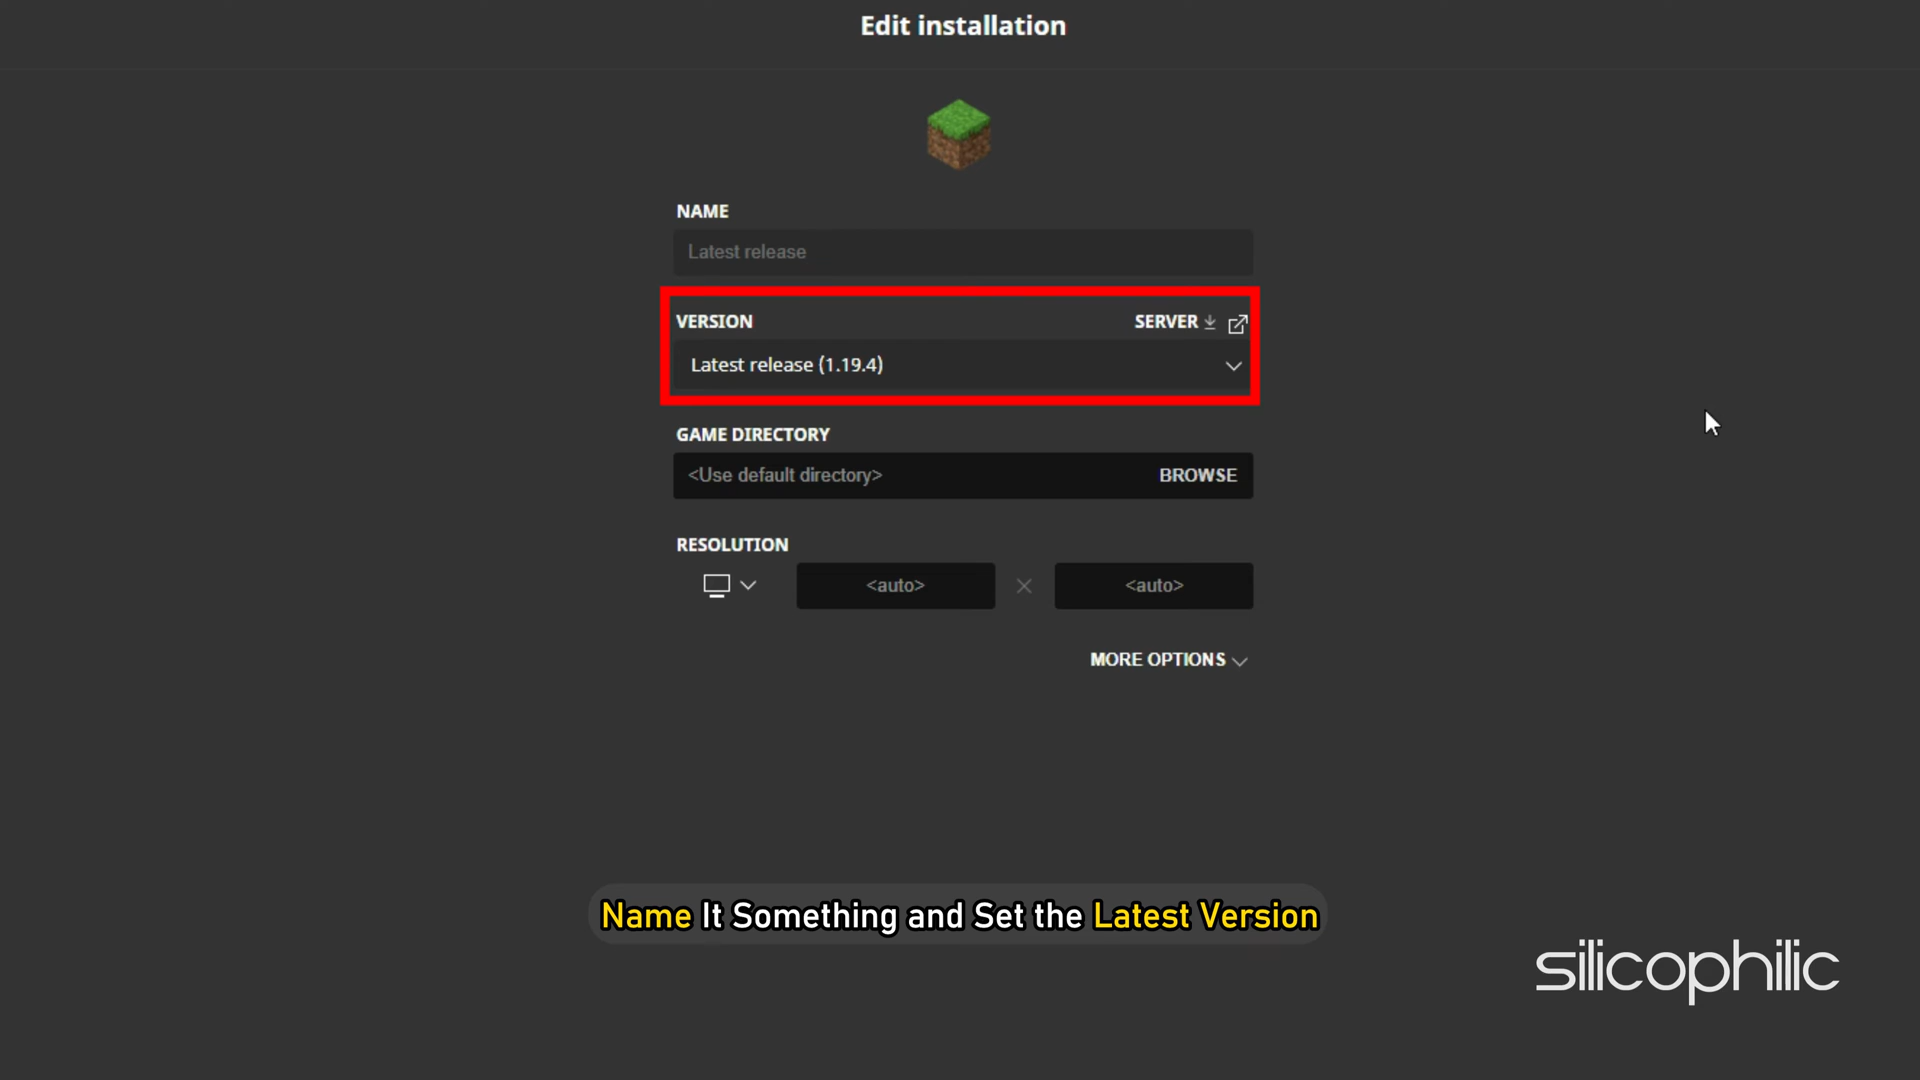 Edit installation
NAME
Latest release
VERSION
SERVER
Latest release (1.19.4)
GAME DIRECTORY
<Use default directory>
BROWSE
RESOLUTION
<auto>
<auto>
MORE OPTIONS
Name It Something and Set the Latest Version
silicophilic